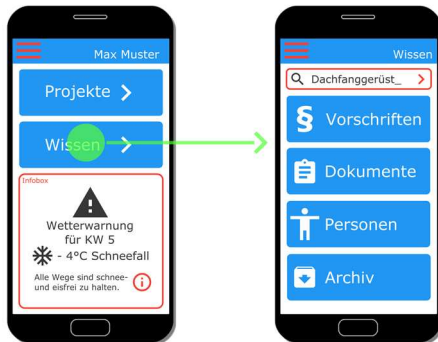 Max Muster
Projekte
Wissen
Infobox
Wetterwarnung
für KW 5
- 4°C Schneefall
Alle Wege sind schnee-
und eisfrei zu halten.
Wissen
Dachfanggerüst_
§ Vorschriften
Dokumente
Personen
Archiv